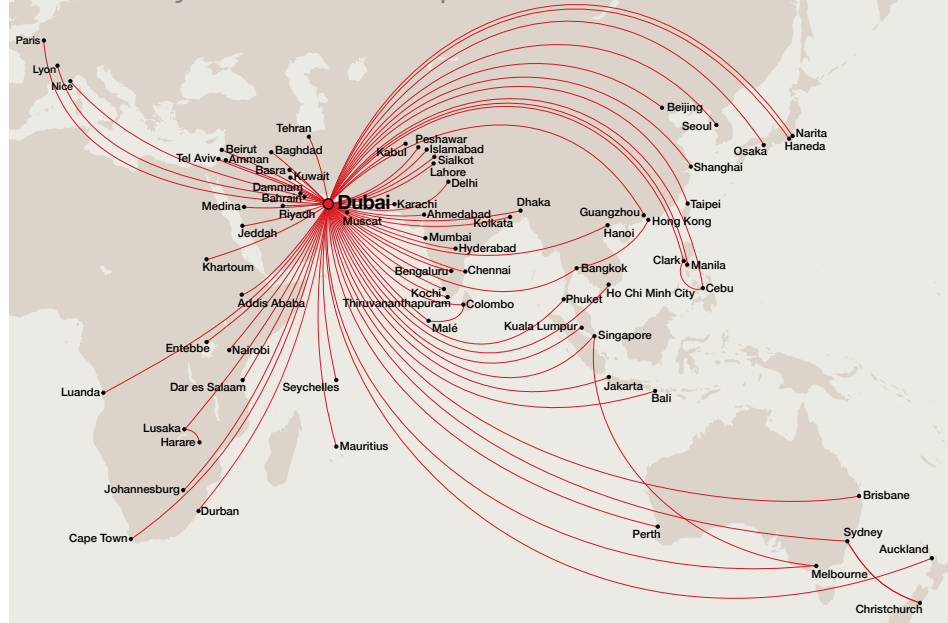 Paris
Lyon
Nice
Tehran
Beirut
Baghdad
Tel Aviv
Amman
Basra
Kuwait
Dammam
Bahrain
Medina
Riyadh
Jeddah
Khartoum
Dubai
Muscat
Kabul
Peshawar
Islamabad
Sialkot
Lahore
Delhi
Karachi
Ahmedabad
Dhaka
Kolkata
Mumbai
Hyderabad
Bengaluru
Chennai
Kochi
Thiruvananthapuram
Colombo
Malé
Beijing
Seoul
Osaka
Narita
Haneda
Shanghai
Taipei
Guangzhou
Hong Kong
Hanoi
Clark
Manila
Bangkok
Cebu
Ho Chi Minh City
Phuket
Kuala Lumpur
Singapore
Jakarta
Bali
Addis Ababa
Entebbe
Nairobi
Luanda
Dar es Salaam
Seychelles
Lusaka
Harare
Mauritius
Johannesburg
Durban
Cape Town
Brisbane
Perth
Sydney
Auckland
Melbourne
Christchurch